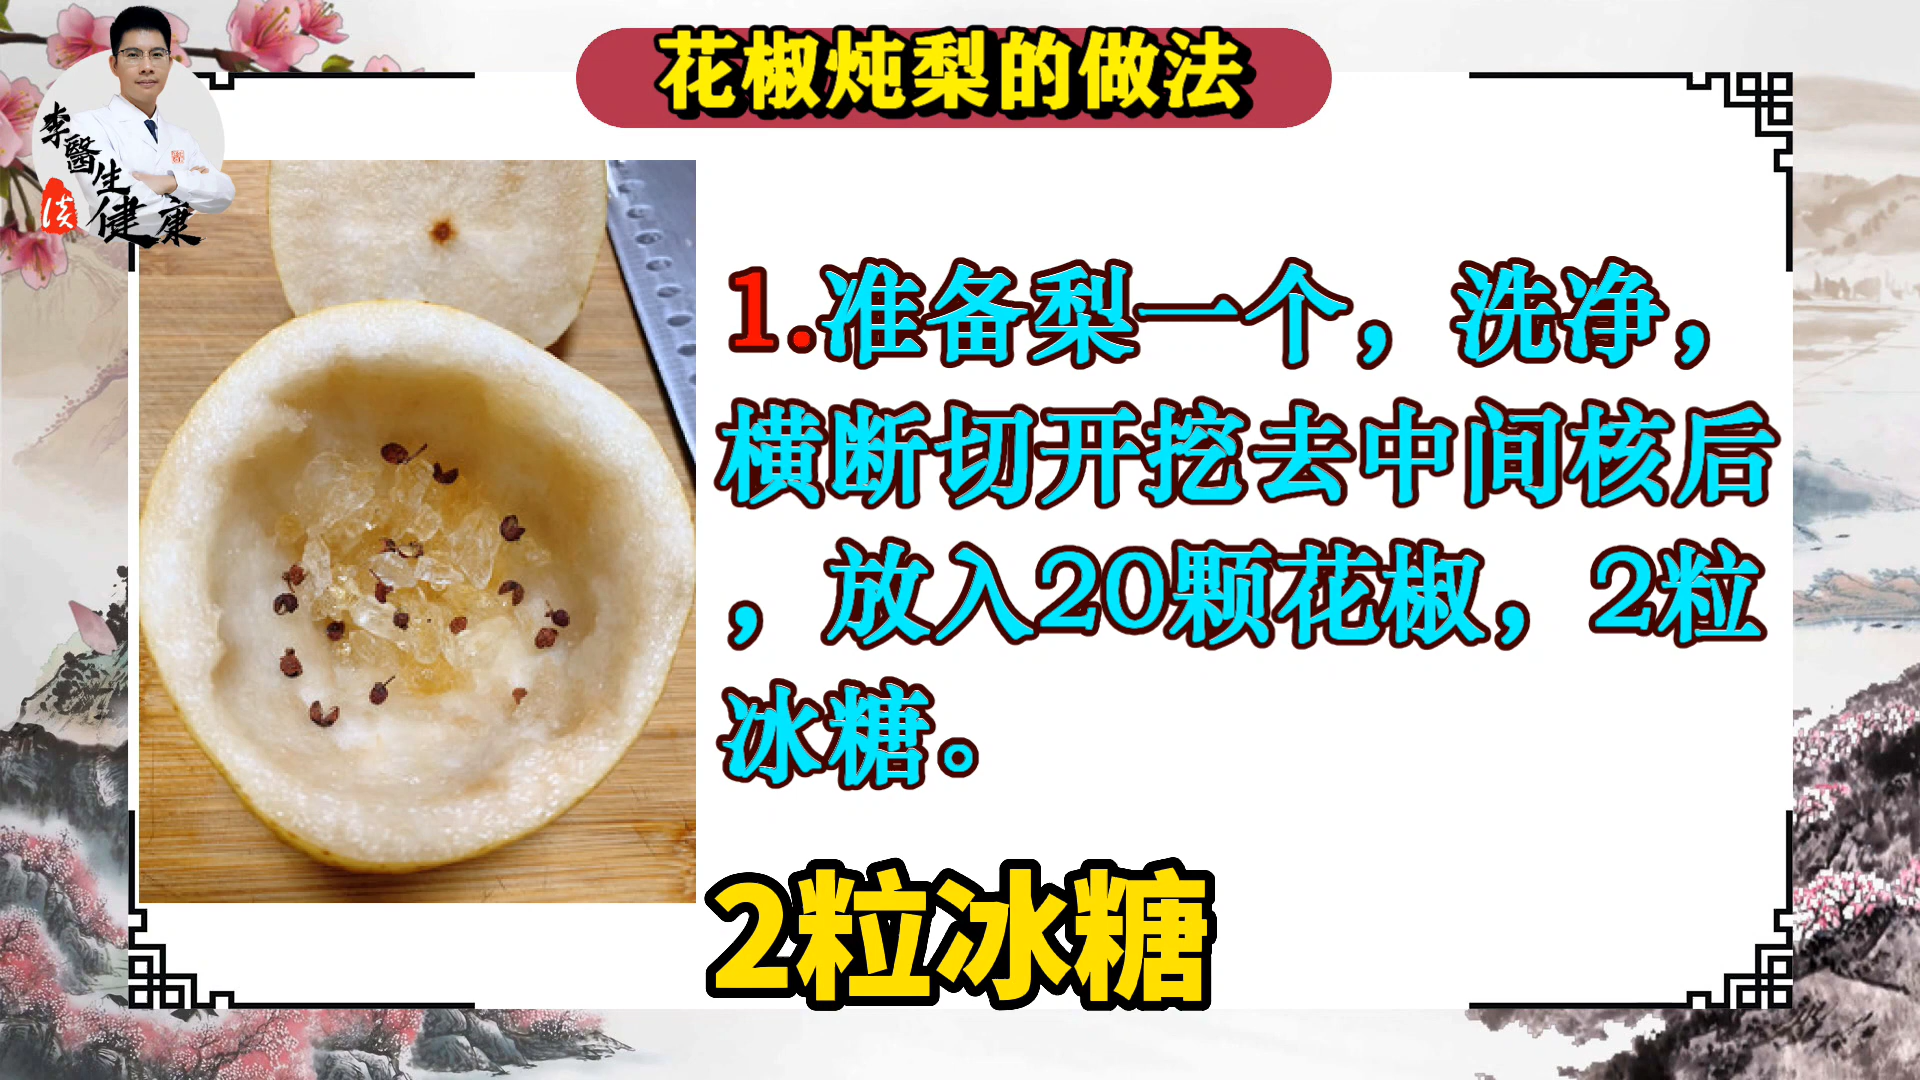 花椒炖梨的做法
李醫生
谈健康
1.准备梨一个，洗净，
横断切开挖去中间核后
，放入20颗花椒，2粒
冰糖。
2粒冰糖